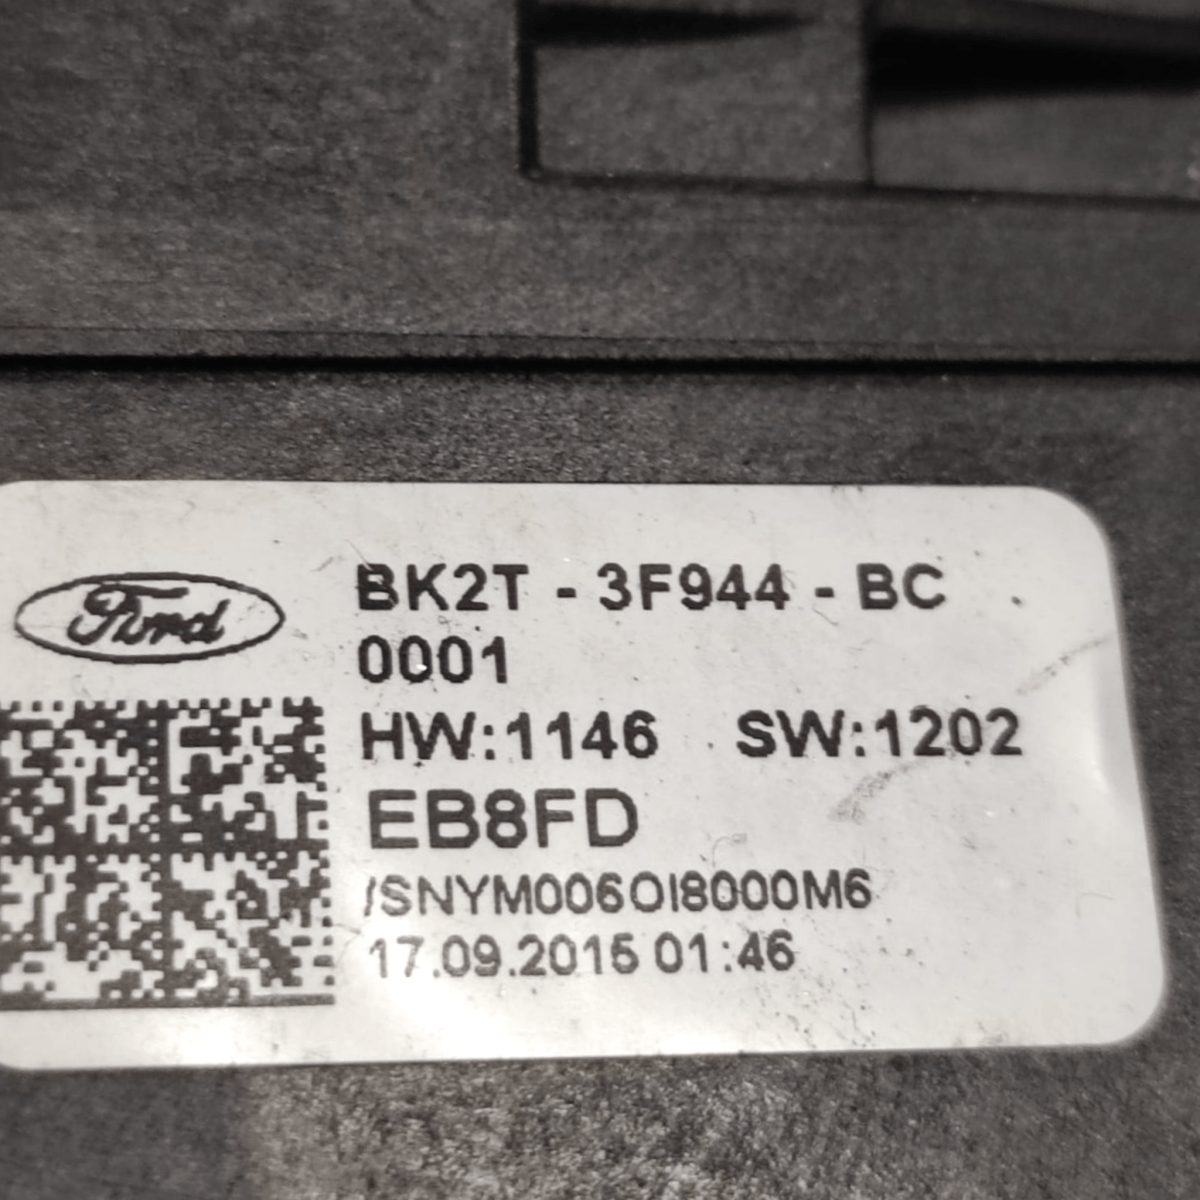 Ford
BK2T - 3F944 - BC
0001
HW:1146 SW:1202
EB8FD
/SNYM006OI8000M6
17.09.2015 01:46